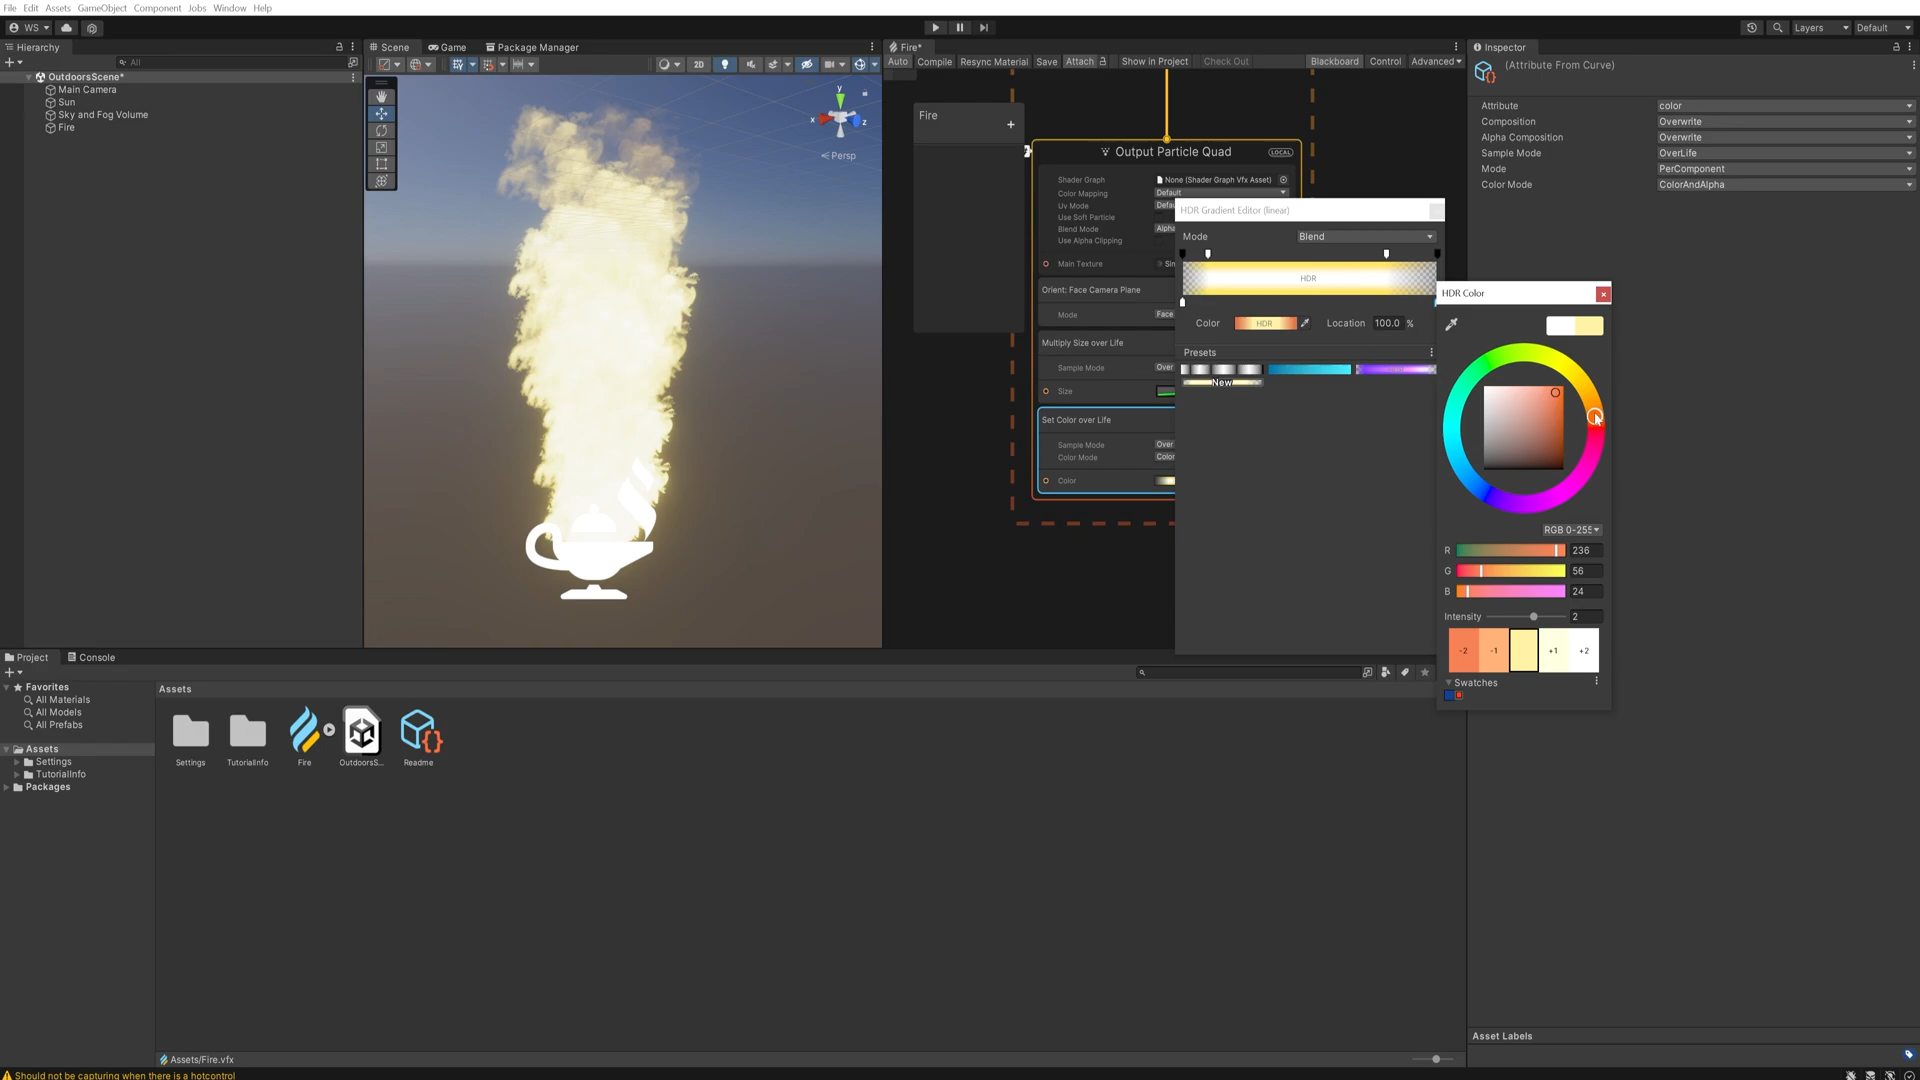 File Edit Assets GameObject Component Jobs Window Help
WS
Layers
Default
Hierarchy
All
OutdoorsScene*
Main Camera
Sun
Sky and Fog Volume
Fire
Scene Game Package Manager
2D
y
x
z
Persp
Fire*
Auto Compile Resync Material Save Attach Show in Project Check Out Blackboard Control Advanced
Fire
+
Output Particle Quad LOCAL
Shader Graph None (Shader Graph Vfx Asset)
Color Mapping Default
Uv Mode
Use Soft Particle
Blend Mode
Use Alpha Clipping
Main Texture
Orient: Face Camera Plane
Mode Face
Multiply Size over Life
Sample Mode Over
Size
Set Color over Life
Sample Mode Over
Color Mode Color
Color
HDR Gradient Editor (linear)
Mode Blend
HDR
Color HDR Location 100.0 %
Presets
New
HDR Color
RGB 0-255
R 236
G 56
B 24
Intensity 2
-2 -1 +1 +2
Swatches
Inspector
(Attribute From Curve)
Attribute color
Composition Overwrite
Alpha Composition Overwrite
Sample Mode OverLife
Mode PerComponent
Color Mode ColorAndAlpha
Asset Labels
Project Console
Favorites
All Materials
All Models
All Prefabs
Assets
Settings
TutorialInfo
Packages
Assets
Settings
TutorialInfo
Fire
OutdoorsS...
Readme
Assets/Fire.vfx
Should not be capturing when there is a hotcontrol